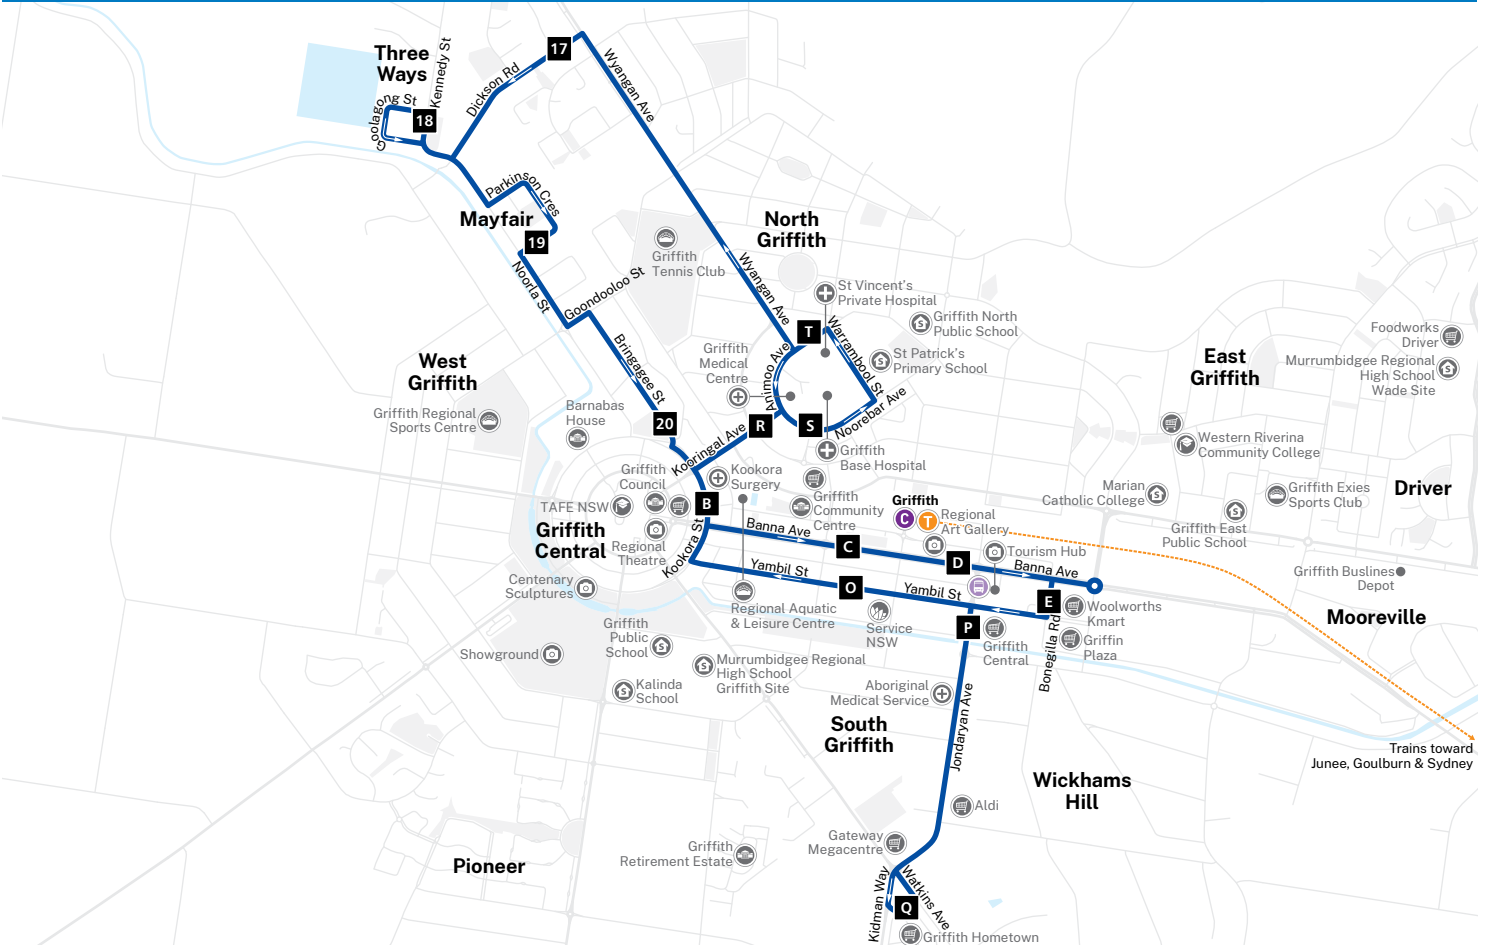 Three
Ways
Kennedy St
17
Dickson Rd
Wyangan Ave
Goolagong St
18
Parkinson Cres
Mayfair
19
North
Griffith
Griffith
Tennis Club
Wyangan Ave
Noorla St
Goondooloo St
St Vincent's
Private Hospital
Griffith North
Public School
T
Warrambool St
Foodworks
Driver
West
Griffith
Bringagee St
Griffith
Medical
Centre
Animoo Ave
St Patrick's
Primary School
East
Griffith
Murrumbidgee Regional
High School
Wade Site
Griffith Regional
Sports Centre
Barnabas
House
20
Kooringal Ave
R
S
Noorebar Ave
Griffith
Base Hospital
Western Riverina
Community College
Griffith
Council
Kookora
Surgery
TAFE NSW
B
Griffith
Community
Centre
Griffith
C
T
Regional
Art Gallery
Marian
Catholic College
Griffith Exies
Sports Club
Driver
Griffith East
Public School
Griffith
Central
Regional
Theatre
Kookora St
Banna Ave
C
D
Tourism Hub
Banna Ave
Centenary
Sculptures
Yambil St
O
Yambil St
E
Woolworths
Kmart
Griffith Buslines
Depot
Mooreville
Regional Aquatic
& Leisure Centre
Service
NSW
P
Griffith
Central
Griffin
Plaza
Bonegilla Rd
Griffith
Public
School
Showground
Murrumbidgee Regional
High School
Griffith Site
Kalinda
School
Aboriginal
Medical Service
Jondaryan Ave
South
Griffith
Trains toward
Junee, Goulburn & Sydney
Wickhams
Hill
Aldi
Gateway
Megacentre
Griffith
Retirement Estate
Pioneer
Kidman Way
Watkins Ave
Q
Griffith Hometown